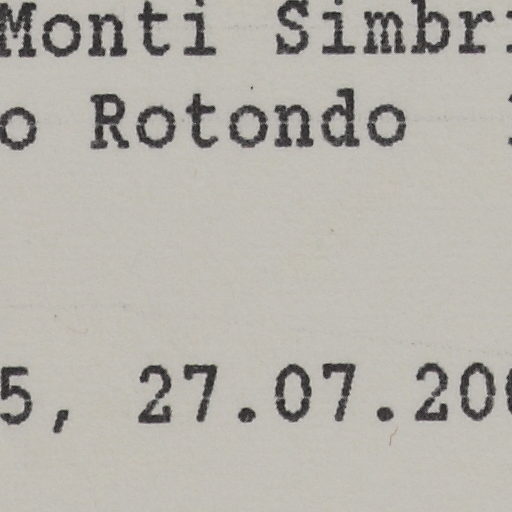 Monti Simbr
o Rotondo
5, 27.07.20